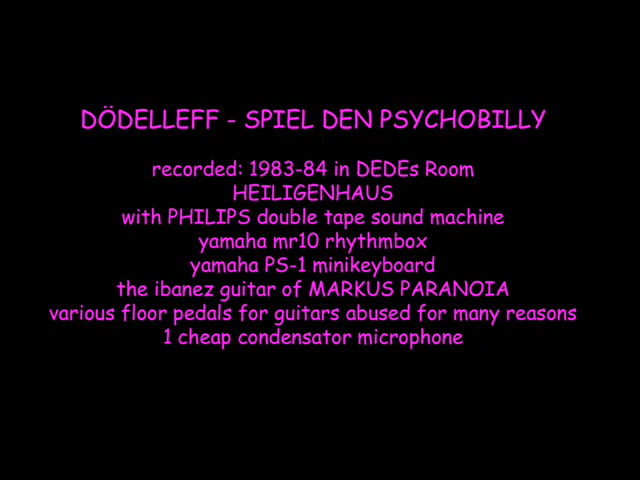 DÖDELLEFF - SPIEL DEN PSYCHOBILLY
recorded: 1983-84 in DEDEs Room
HEILIGENHAUS
with PHILIPS double tape sound machine
yamaha mr10 rhythmbox
yamaha PS-1 minikeyboard
the ibanez guitar of MARKUS PARANOIA
various floor pedals for guitars abused for many reasons
1 cheap condensator microphone